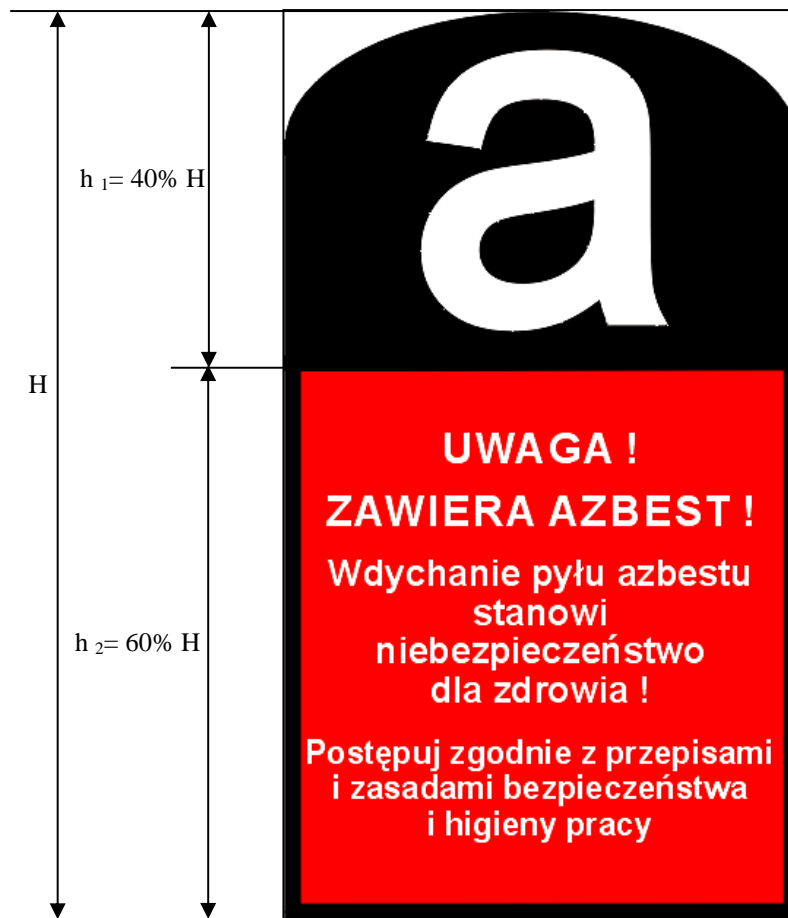 a
h 1= 40% H
H
UWAGA !
ZAWIERA AZBEST !
Wdychanie pyłu azbestu
stanowi
niebezpieczeństwo
dla zdrowia !
h 2= 60% H
Postępuj zgodnie z przepisami
i zasadami bezpieczeństwa
i higieny pracy